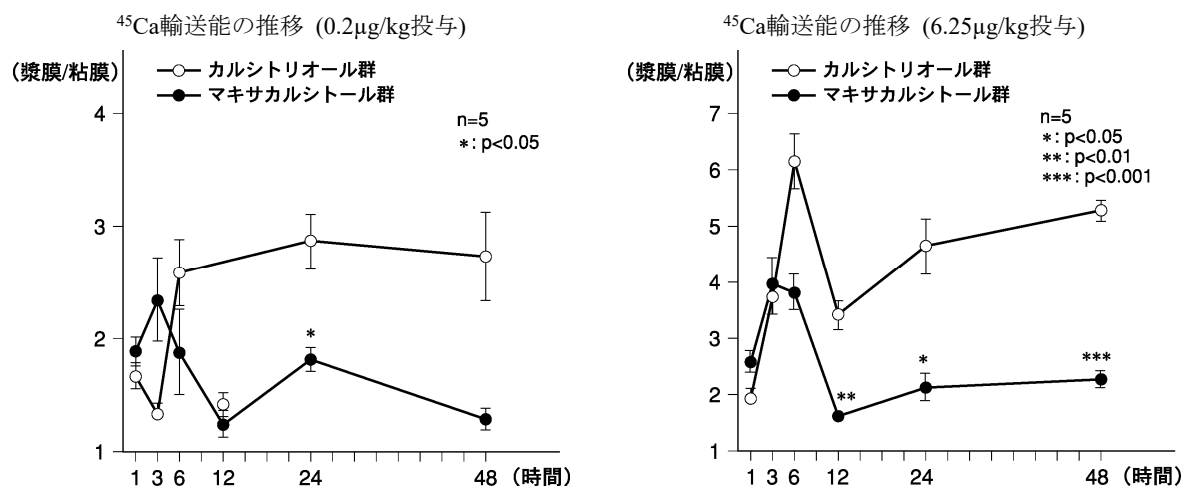 ⁴⁵Ca輸送能の推移 (0.2μg/kg投与)
（漿膜/粘膜）
カルシトリオール群
マキサカルシトール群
n=5
*: p<0.05
4
3
2
1
*
1 3 6 12 24 48 （時間）
⁴⁵Ca輸送能の推移 (6.25μg/kg投与)
（漿膜/粘膜）
カルシトリオール群
マキサカルシトール群
n=5
*: p<0.05
**: p<0.01
***: p<0.001
7
6
5
4
3
2
1
**
*
***
1 3 6 12 24 48 （時間）